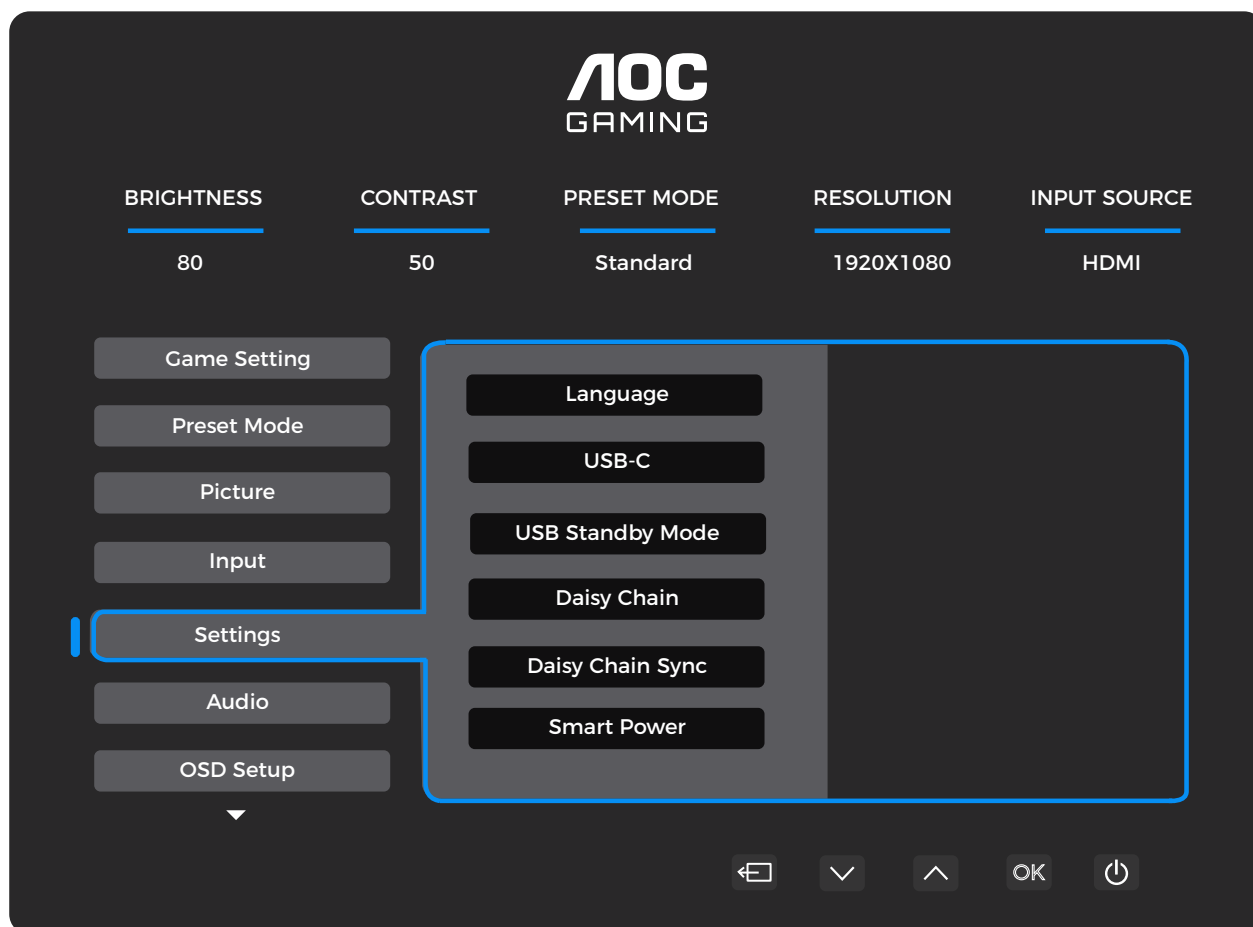 AOC
GAMING
BRIGHTNESS CONTRAST PRESET MODE RESOLUTION INPUT SOURCE
80 50 Standard 1920X1080 HDMI
Game Setting
Preset Mode
Picture
Input
Settings
Audio
OSD Setup
Language
USB-C
USB Standby Mode
Daisy Chain
Daisy Chain Sync
Smart Power
OK